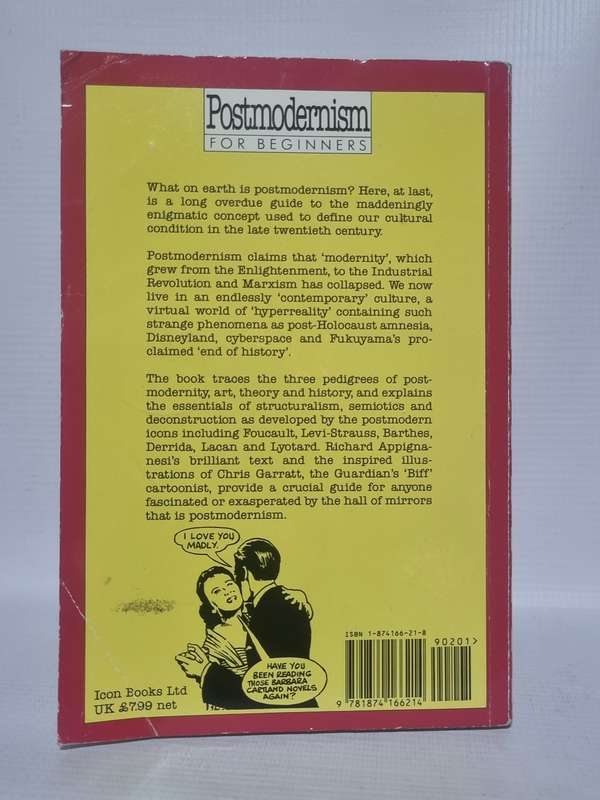 Postmodernism
FOR BEGINNERS
What on earth is postmodernism? Here, at last,
is a long overdue guide to the maddeningly
enigmatic concept used to define our cultural
condition in the late twentieth century.
Postmodernism claims that 'modernity', which
grew from the Enlightenment, to the Industrial
Revolution and Marxism has collapsed. We now
live in an endlessly 'contemporary' culture, a
virtual world of 'hyperreality' containing such
strange phenomena as post-Holocaust amnesia,
Disneyland, cyberspace and Fukuyama's pro-
claimed 'end of history'.
The book traces the three pedigrees of post-
modernity, art, theory and history, and explains
the essentials of structuralism, semiotics and
deconstruction as developed by the postmodern
icons including Foucault, Levi-Strauss, Barthes,
Derrida, Lacan and Lyotard. Richard Appigna-
nesi's brilliant text and the inspired illus-
trations of Chris Garratt, the Guardian's 'Biff'
cartoonist, provide a crucial guide for anyone
fascinated or exasperated by the hall of mirrors
that is postmodernism.
I LOVE YOU
MADLY.
HAVE YOU
BEEN READING
THOSE BARBARA
CARTLAND NOVELS
AGAIN?
Icon Books Ltd
UK £7.99 net
ISBN 1-874166-21-8
90201>
9 781874 166214